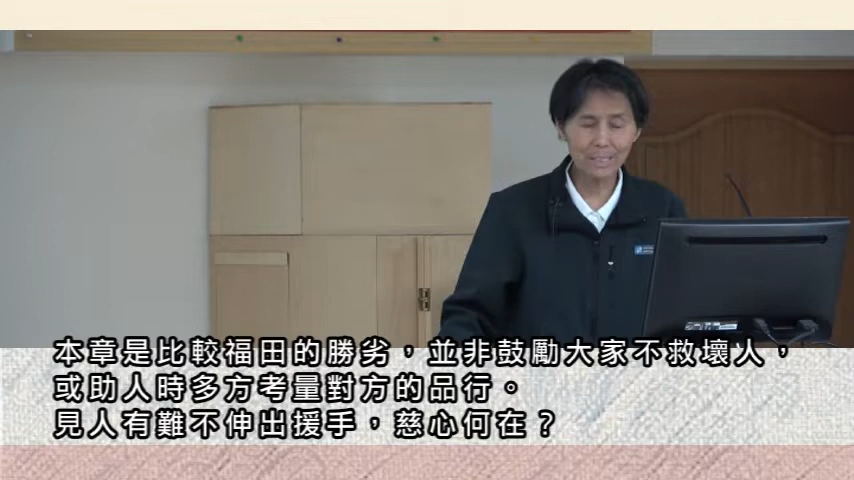 本章是比較福田的勝劣，並非鼓勵大家不救壞人，
或助人時多方考量對方的品行。
見人有難不伸出援手，慈心何在？